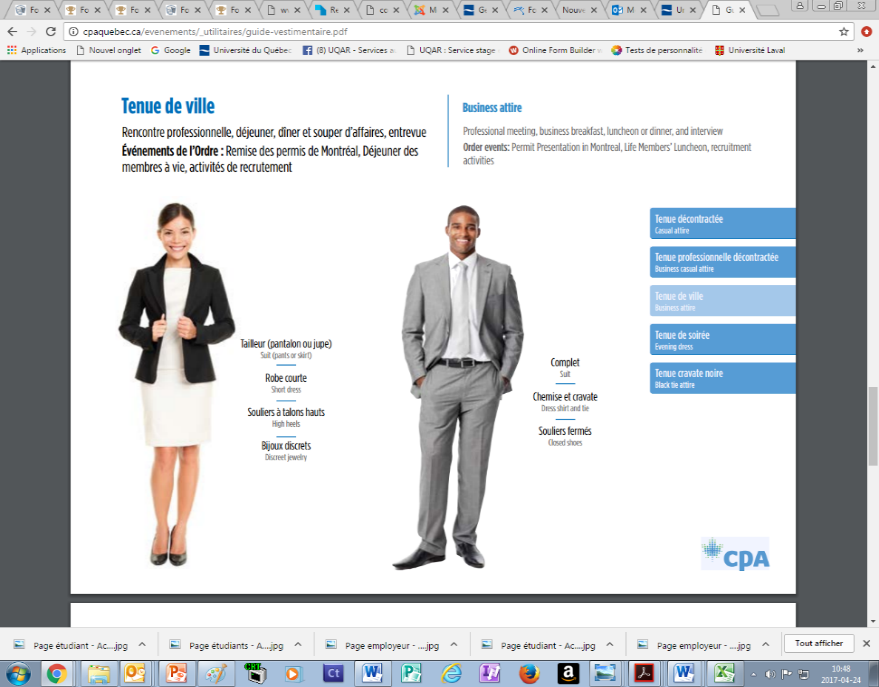 Fo
Fo
Fo
Fo
Fo
Fo
Re
M
Fo
Nouve
M
cpaquebec.ca/evenements/_utilitaires/guide-vestimentaire.pdf
Applications
Nouvel onglet
Google
Université du Québec
(8) UQAR - Services a
UQAR : Service stage
Online Form Builder
Tests de personnalité
Université Laval
»
Tenue de ville
Rencontre professionnelle, déjeuner, dîner et souper d'affaires, entrevue
Événements de l'Ordre : Remise des permis de Montréal, Déjeuner des
membres à vie, activités de recrutement
Business attire
Professional meeting, business breakfast, luncheon or dinner, and interview
Order events: Permit Presentation in Montreal, Life Members' Luncheon, recruitment
activities
Tailleur (pantalon ou jupe)
Suit (pants or skirt)
Robe courte
Short dress
Souliers à talons hauts
High heels
Bijoux discrets
Discreet jewelry
Complet
Suit
Chemise et cravate
Dress shirt and tie
Souliers fermés
Closed shoes
Tenue décontractée
Casual attire
Tenue professionnelle décontractée
Business casual attire
Tenue de ville
Business attire
Tenue de soirée
Evening dress
Tenue cravate noire
Black tie attire
CPA
Page étudiant - Ac....jpg
Page étudiants - A....jpg
Page employeur - ....jpg
Page étudiant - Ac....jpg
Page employeur - ....jpg
Tout afficher
Ct
10:48
2017-04-24